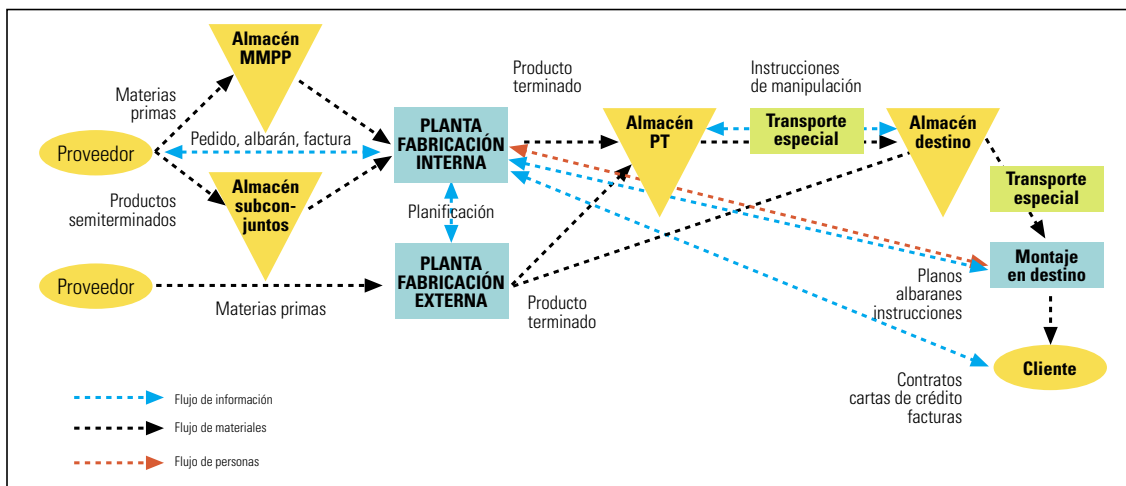 Almacén
MMPP
Materias
primas
Proveedor
Pedido, albarán, factura
Productos
semiterminados
Almacén
subcon-
juntos
PLANTA
FABRICACIÓN
INTERNA
Planificación
Proveedor
Materias primas
PLANTA
FABRICACIÓN
EXTERNA
Producto
terminado
Producto
terminado
Almacén
PT
Instrucciones
de manipulación
Transporte
especial
Almacén
destino
Transporte
especial
Montaje
en destino
Planos
albaranes
instrucciones
Cliente
Contratos
cartas de crédito
facturas
Flujo de información
Flujo de materiales
Flujo de personas